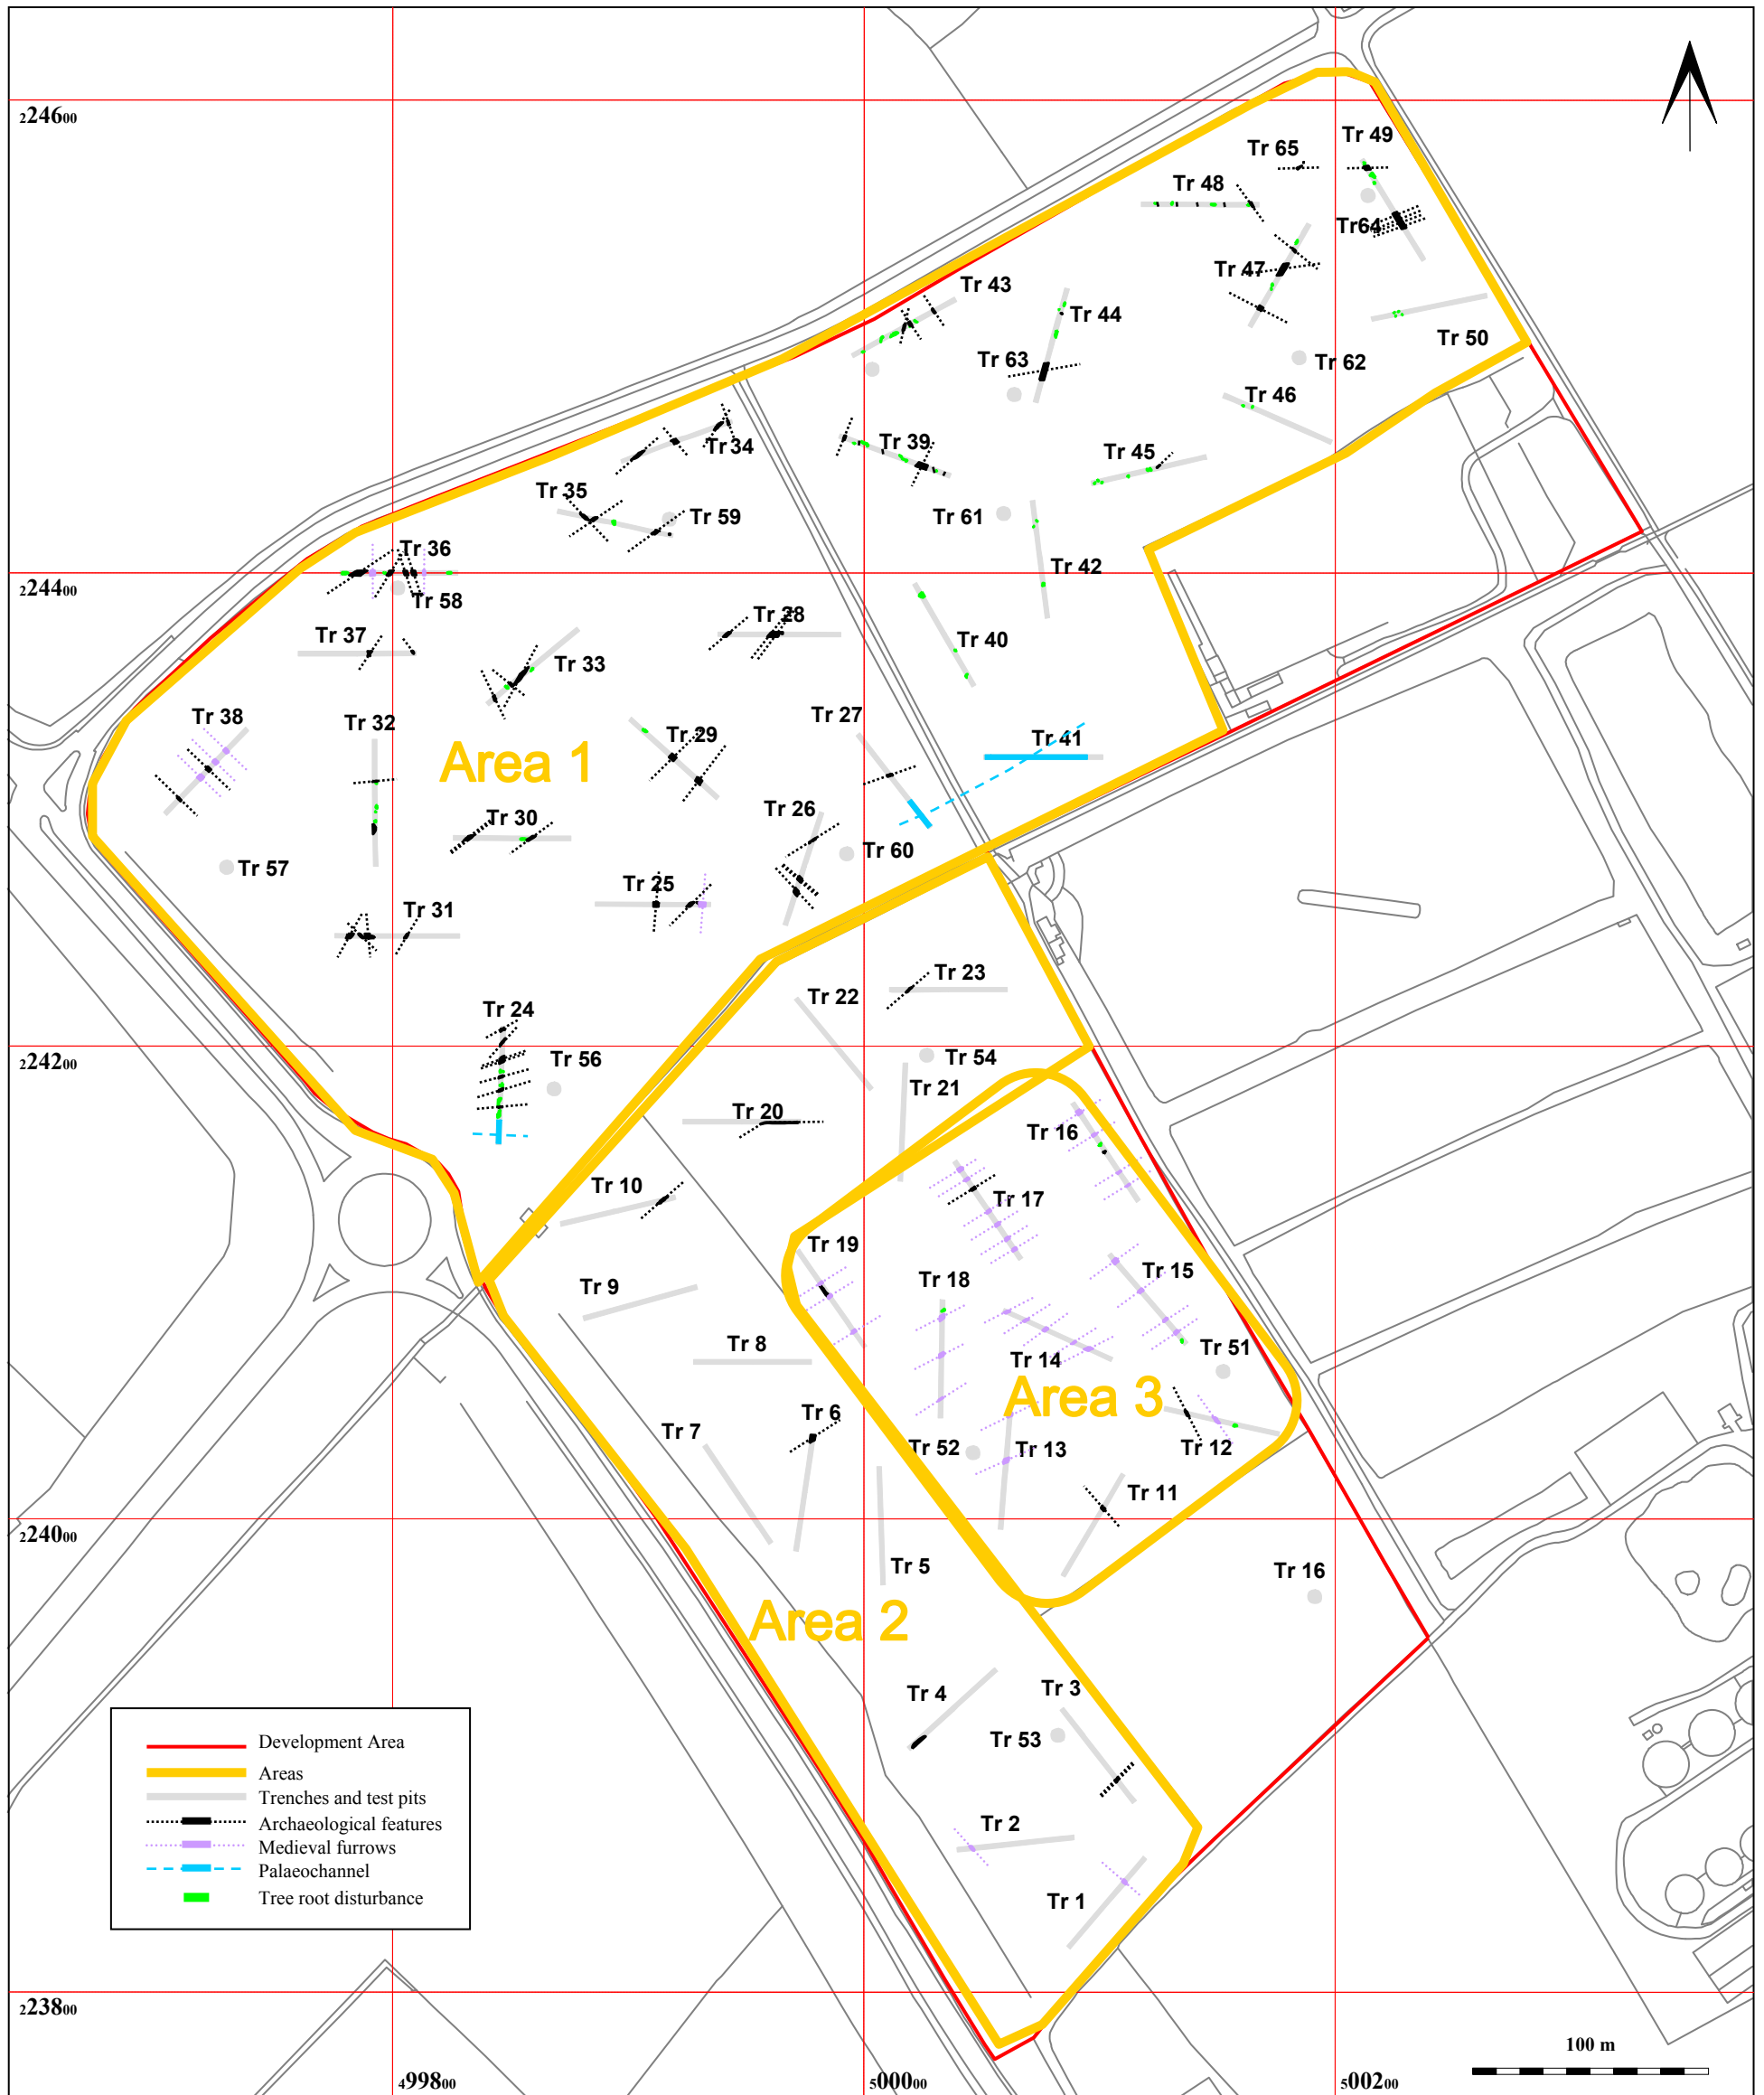 224600
Tr 49
Tr 65
Tr 48
Tr64
Tr 47
Tr 43
Tr 44
Tr 50
Tr 63
Tr 62
Tr 46
Tr 39
Tr 34
Tr 45
Tr 35
Tr 59
Tr 61
Tr 36
224400
Tr 42
Tr 58
Tr 28
Tr 37
Tr 33
Tr 40
Tr 38
Tr 32
Tr 27
Tr 29
Tr 41
Area 1
Tr 26
Tr 30
Tr 60
Tr 57
Tr 25
Tr 31
Tr 23
Tr 22
Tr 24
224200
Tr 56
Tr 54
Tr 21
Tr 20
Tr 16
Tr 10
Tr 17
Tr 19
Tr 9
Tr 18
Tr 15
Tr 8
Tr 14
Tr 51
Area 3
Tr 6
Tr 7
Tr 52
Tr 13
Tr 12
Tr 11
224000
Tr 5
Tr 16
Area 2
Tr 4
Tr 3
Tr 53
Tr 2
Tr 1
Development Area
Areas
Trenches and test pits
Archaeological features
Medieval furrows
Palaeochannel
Tree root disturbance
223800
100 m
499800
500000
500200